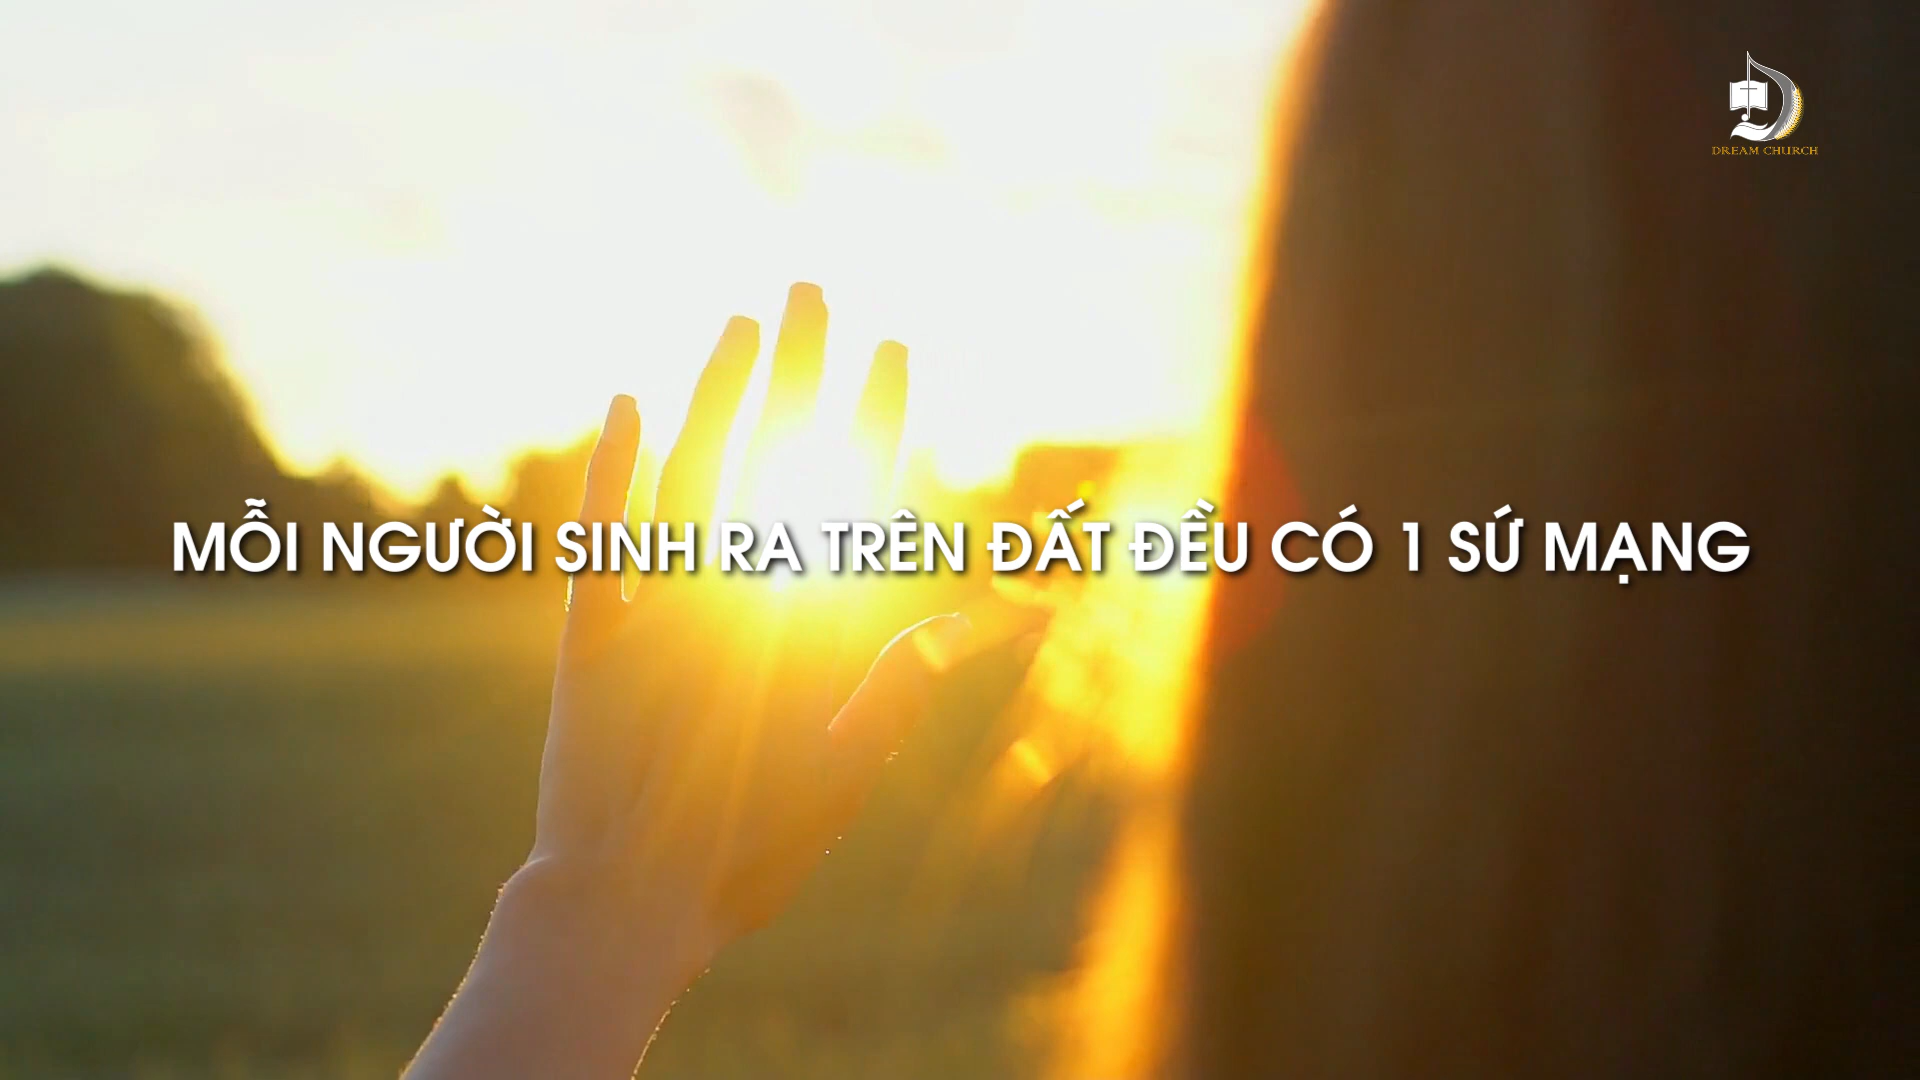 DREAM CHURCH
MỖI NGƯỜI SINH RA TRÊN ĐẤT ĐỀU CÓ 1 SỨ MẠNG